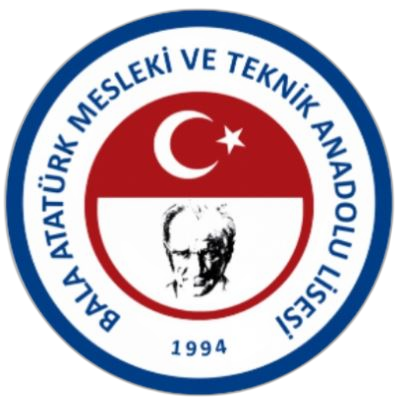 BALA ATATÜRK MESLEKİ VE TEKNİK ANADOLU LİSESİ
1994